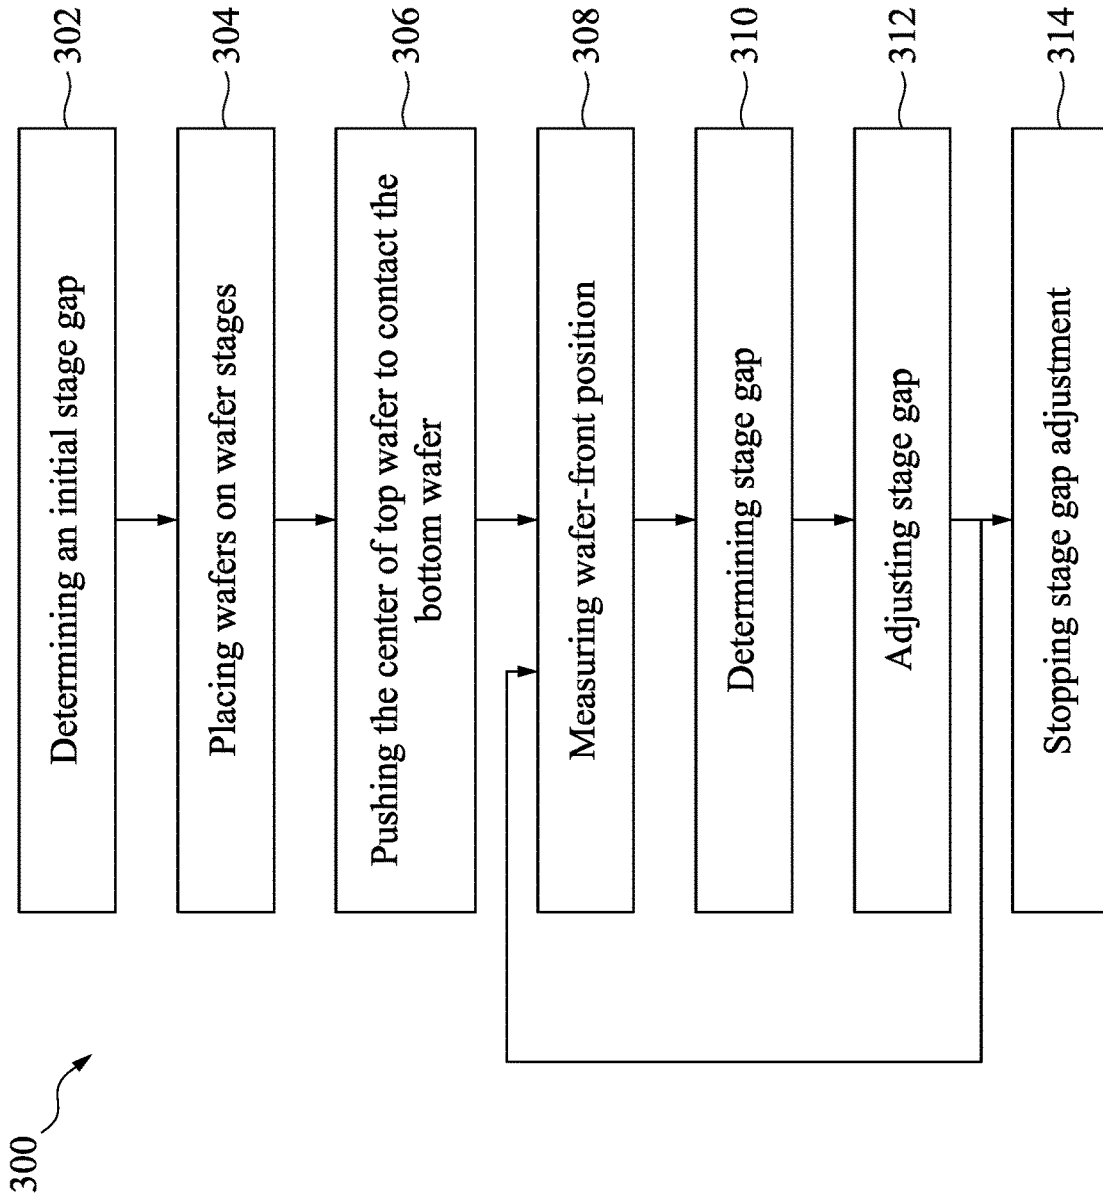 300
Determining an initial stage gap
302
Placing wafers on wafer stages
304
Pushing the center of top wafer to contact the
bottom wafer
306
Measuring wafer-front position
308
Determining stage gap
310
Adjusting stage gap
312
Stopping stage gap adjustment
314